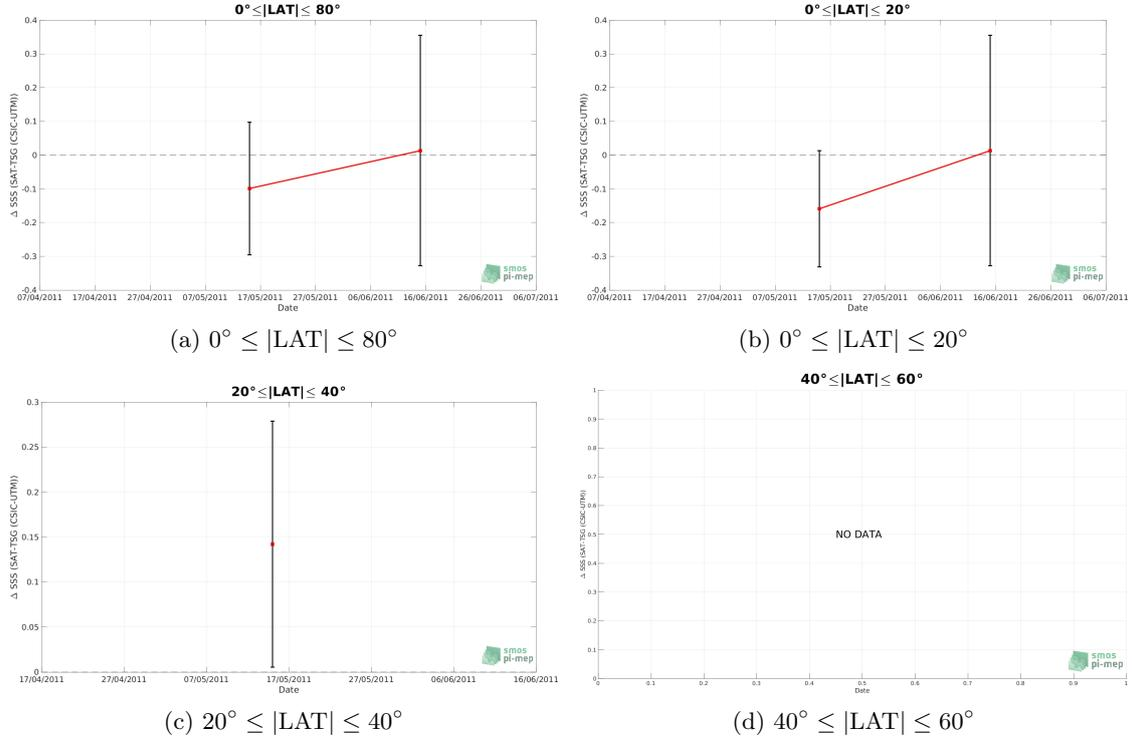 0°≤|LAT|≤ 80°
0.4
0.3
0.2
0.1
0
-0.1
-0.2
-0.3
-0.4
Δ SSS (SAT-TSG (CSIC-UTM))
07/04/2011 17/04/2011 27/04/2011 07/05/2011 17/05/2011 27/05/2011 06/06/2011 16/06/2011 26/06/2011 06/07/2011
Date
smos
pi-mep
(a) 0° ≤ |LAT| ≤ 80°
0°≤|LAT|≤ 20°
0.4
0.3
0.2
0.1
0
-0.1
-0.2
-0.3
-0.4
Δ SSS (SAT-TSG (CSIC-UTM))
07/04/2011 17/04/2011 27/04/2011 07/05/2011 17/05/2011 27/05/2011 06/06/2011 16/06/2011 26/06/2011 06/07/2011
Date
smos
pi-mep
(b) 0° ≤ |LAT| ≤ 20°
20°≤|LAT|≤ 40°
0.3
0.25
0.2
0.15
0.1
0.05
0
Δ SSS (SAT-TSG (CSIC-UTM))
17/04/2011 27/04/2011 07/05/2011 17/05/2011 27/05/2011 06/06/2011 16/06/2011
Date
smos
pi-mep
(c) 20° ≤ |LAT| ≤ 40°
40°≤|LAT|≤ 60°
1
0.9
0.8
0.7
0.6
0.5
0.4
0.3
0.2
0.1
0
Δ SSS (SAT-TSG (CSIC-UTM))
NO DATA
0 0.1 0.2 0.3 0.4 0.5 0.6 0.7 0.8 0.9 1
Date
smos
pi-mep
(d) 40° ≤ |LAT| ≤ 60°